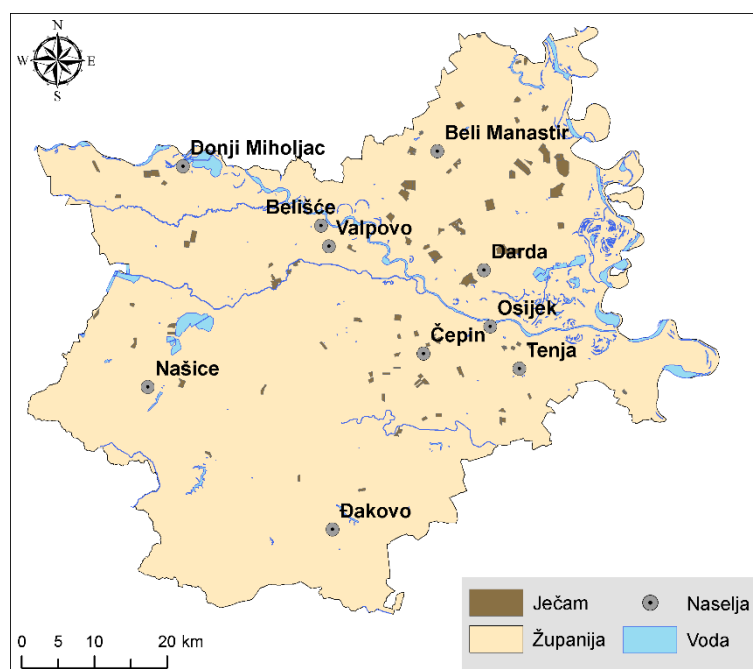 N
W E
S
Donji Miholjac
Beli Manastir
Belišće
Valpovo
Darda
Osijek
Čepin
Tenja
Našice
Đakovo
Ječam
Naselja
Županija
Voda
0 5 10 20 km